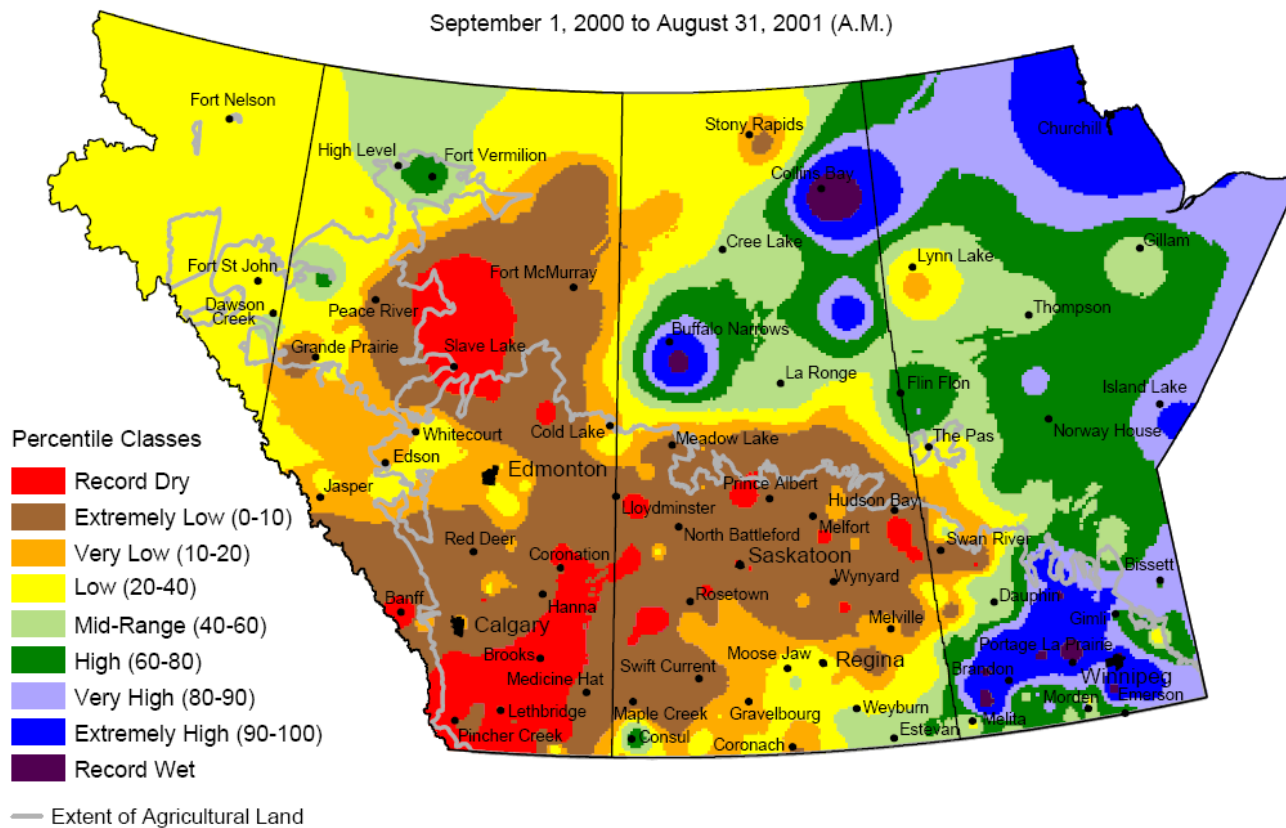 September 1, 2000 to August 31, 2001 (A.M.)
Fort Nelson
High Level
Fort Vermilion
Stony Rapids
Churchill
Collins Bay
Cree Lake
Gillam
Lynn Lake
Fort St John
Fort McMurray
Dawson
Creek
Peace River
Thompson
Buffalo Narrows
Grande Prairie
Slave Lake
La Ronge
Flin Flon
Island Lake
Norway House
Whitecourt
Cold Lake
Meadow Lake
The Pas
Edson
Edmonton
Jasper
Lloydminster
Prince Albert
Hudson Bay
North Battleford
Melfort
Red Deer
Coronation
Saskatoon
Swan River
Wynyard
Bissett
Banff
Hanna
Rosetown
Dauphin
Gimli
Calgary
Melville
Portage La Prairie
Brooks
Swift Current
Moose Jaw
Regina
Brandon
Winnipeg
Medicine Hat
Lethbridge
Maple Creek
Gravelbourg
Weyburn
Morden
Emerson
Pincher Creek
Consul
Coronach
Estevan
Melita
Percentile Classes
Record Dry
Extremely Low (0-10)
Very Low (10-20)
Low (20-40)
Mid-Range (40-60)
High (60-80)
Very High (80-90)
Extremely High (90-100)
Record Wet
Extent of Agricultural Land